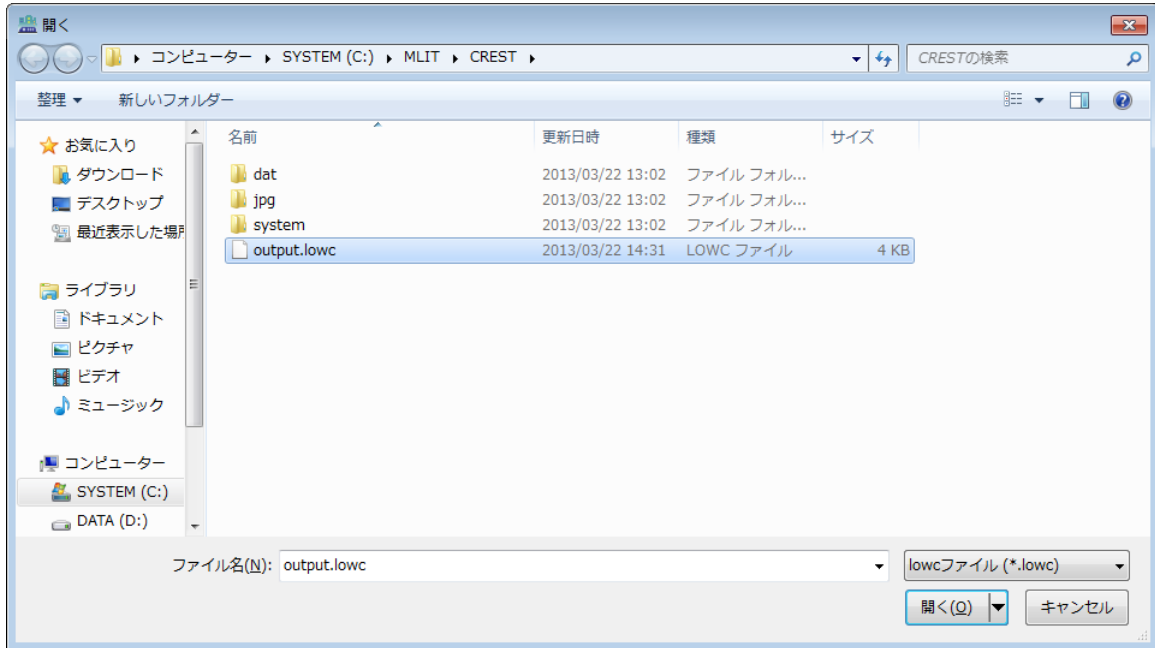 開く
コンピューター ▸ SYSTEM (C:) ▸ MLIT ▸ CREST ▸
CRESTの検索
整理 ▼ 新しいフォルダー
お気に入り
ダウンロード
デスクトップ
最近表示した場所
ライブラリ
ドキュメント
ピクチャ
ビデオ
ミュージック
コンピューター
SYSTEM (C:)
DATA (D:)
名前 更新日時 種類 サイズ
dat 2013/03/22 13:02 ファイル フォル...
jpg 2013/03/22 13:02 ファイル フォル...
system 2013/03/22 13:02 ファイル フォル...
output.lowc 2013/03/22 14:31 LOWC ファイル 4 KB
ファイル名(N): output.lowc
lowcファイル (*.lowc)
開く(O) キャンセル